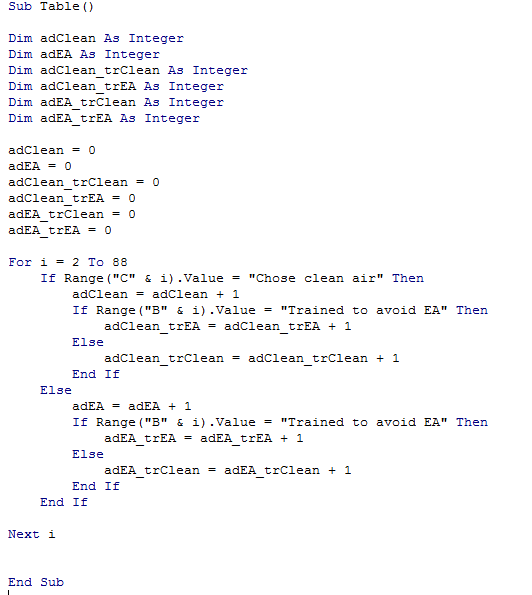 Sub Table()
Dim adClean As Integer
Dim adEA As Integer
Dim adClean_trClean As Integer
Dim adClean_trEA As Integer
Dim adEA_trClean As Integer
Dim adEA_trEA As Integer
adClean = 0
adEA = 0
adClean_trClean = 0
adClean_trEA = 0
adEA_trClean = 0
adEA_trEA = 0
For i = 2 To 88
    If Range("C" & i).Value = "Chose clean air" Then
        adClean = adClean + 1
        If Range("B" & i).Value = "Trained to avoid EA" Then
            adClean_trEA = adClean_trEA + 1
        Else
            adClean_trClean = adClean_trClean + 1
        End If
    Else
        adEA = adEA + 1
        If Range("B" & i).Value = "Trained to avoid EA" Then
            adEA_trEA = adEA_trEA + 1
        Else
            adEA_trClean = adEA_trClean + 1
        End If
    End If
Next i
End Sub